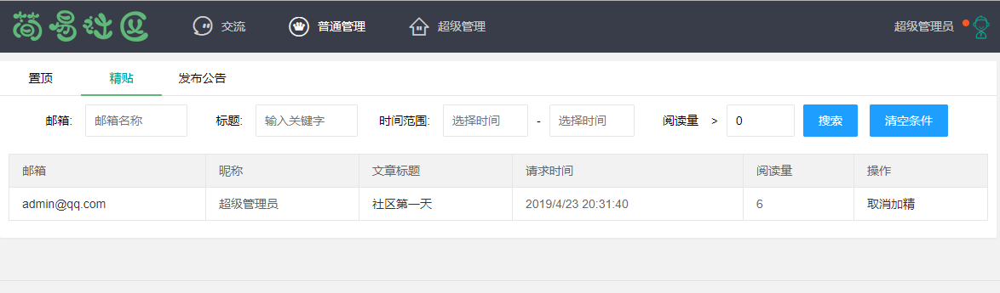 简易社区 交流 普通管理 超级管理 超级管理员
置顶 精贴 发布公告
邮箱: 邮箱名称 标题: 输入关键字 时间范围: 选择时间 - 选择时间 阅读量 > 0 搜索 清空条件
邮箱 昵称 文章标题 请求时间 阅读量 操作
admin@qq.com 超级管理员 社区第一天 2019/4/23 20:31:40 6 取消加精